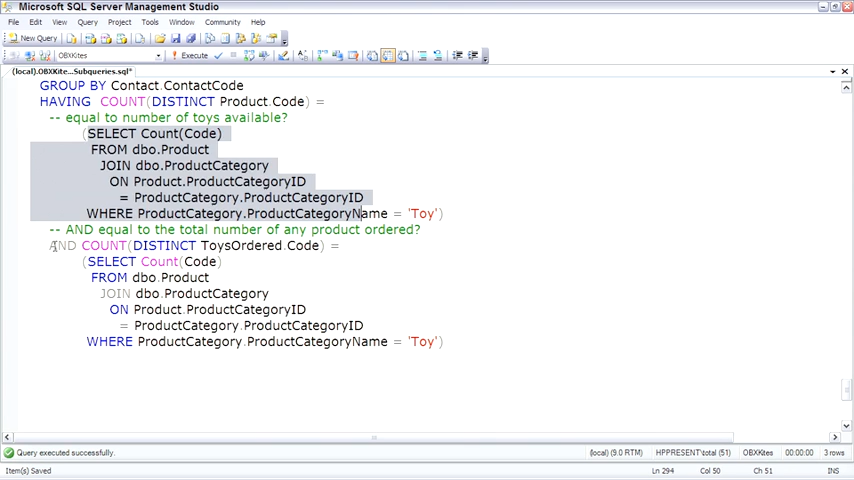 Microsoft SQL Server Management Studio
File Edit View Query Project Tools Window Community Help
New Query
OBXKites Execute
(local).OBXKite...Subqueries.sql*
GROUP BY Contact.ContactCode
HAVING COUNT(DISTINCT Product.Code) =
-- equal to number of toys available?
(SELECT Count(Code)
FROM dbo.Product
JOIN dbo.ProductCategory
ON Product.ProductCategoryID
= ProductCategory.ProductCategoryID
WHERE ProductCategory.ProductCategoryName = 'Toy')
-- AND equal to the total number of any product ordered?
AND COUNT(DISTINCT ToysOrdered.Code) =
(SELECT Count(Code)
FROM dbo.Product
JOIN dbo.ProductCategory
ON Product.ProductCategoryID
= ProductCategory.ProductCategoryID
WHERE ProductCategory.ProductCategoryName = 'Toy')
Query executed successfully. (local) (9.0 RTM) HPPRESENT\total (51) OBXKites 00:00:00 3 rows
Item(s) Saved Ln 294 Col 50 Ch 51 INS